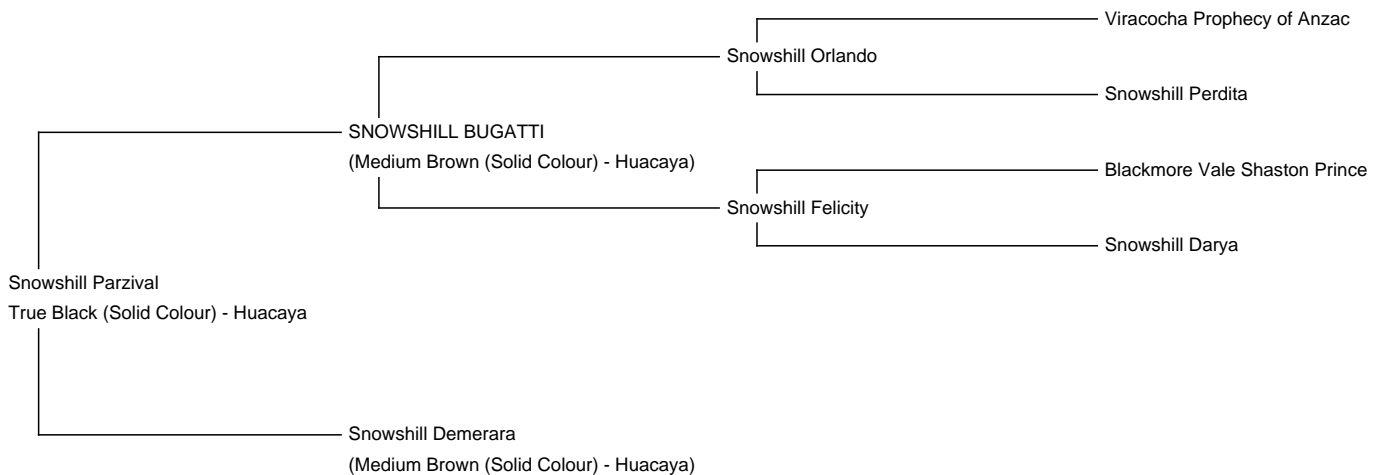 Viracocha Prophecy of Anzac
Snowshill Orlando
Snowshill Perdita
SNOWSHILL BUGATTI
(Medium Brown (Solid Colour) - Huacaya)
Blackmore Vale Shaston Prince
Snowshill Felicity
Snowshill Darya
Snowshill Parzival
True Black (Solid Colour) - Huacaya
Snowshill Demerara
(Medium Brown (Solid Colour) - Huacaya)